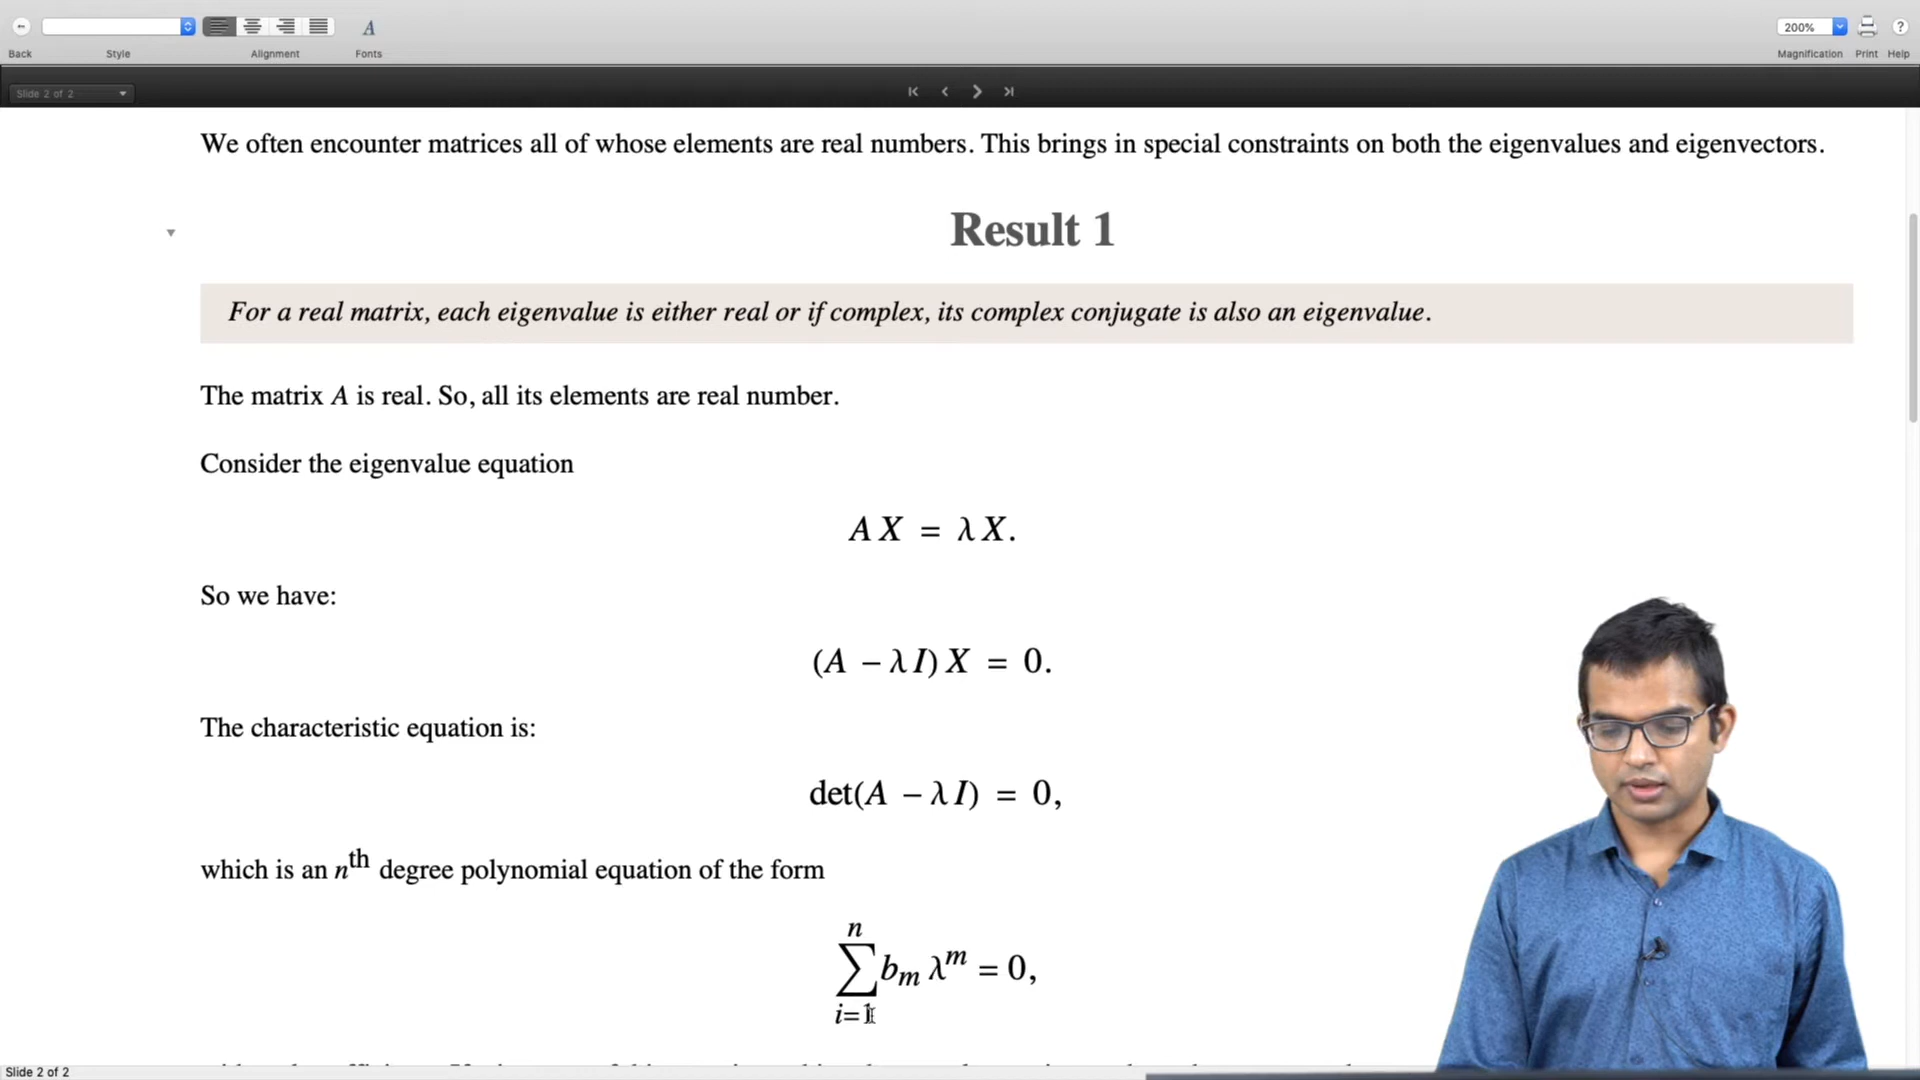 200%
?
Back
Style
Alignment
Fonts
Magnification
Print
Help
Slide 2 of 2
We often encounter matrices all of whose elements are real numbers. This brings in special constraints on both the eigenvalues and eigenvectors.
Result 1
For a real matrix, each eigenvalue is either real or if complex, its complex conjugate is also an eigenvalue.
The matrix A is real. So, all its elements are real number.
Consider the eigenvalue equation
A X = λ X.
So we have:
(A − λ I) X = 0.
The characteristic equation is:
det(A − λ I) = 0,
which is an nth degree polynomial equation of the form
n
∑ bm λ^m = 0,
i=1
Slide 2 of 2